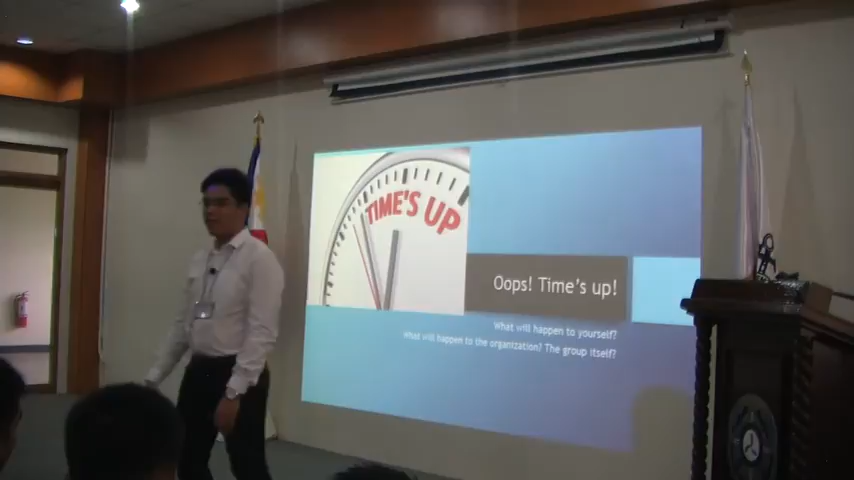 TIME'S UP
Oops! Time's up!
What will happen to yourself?
What will happen to the organization? The group itself?